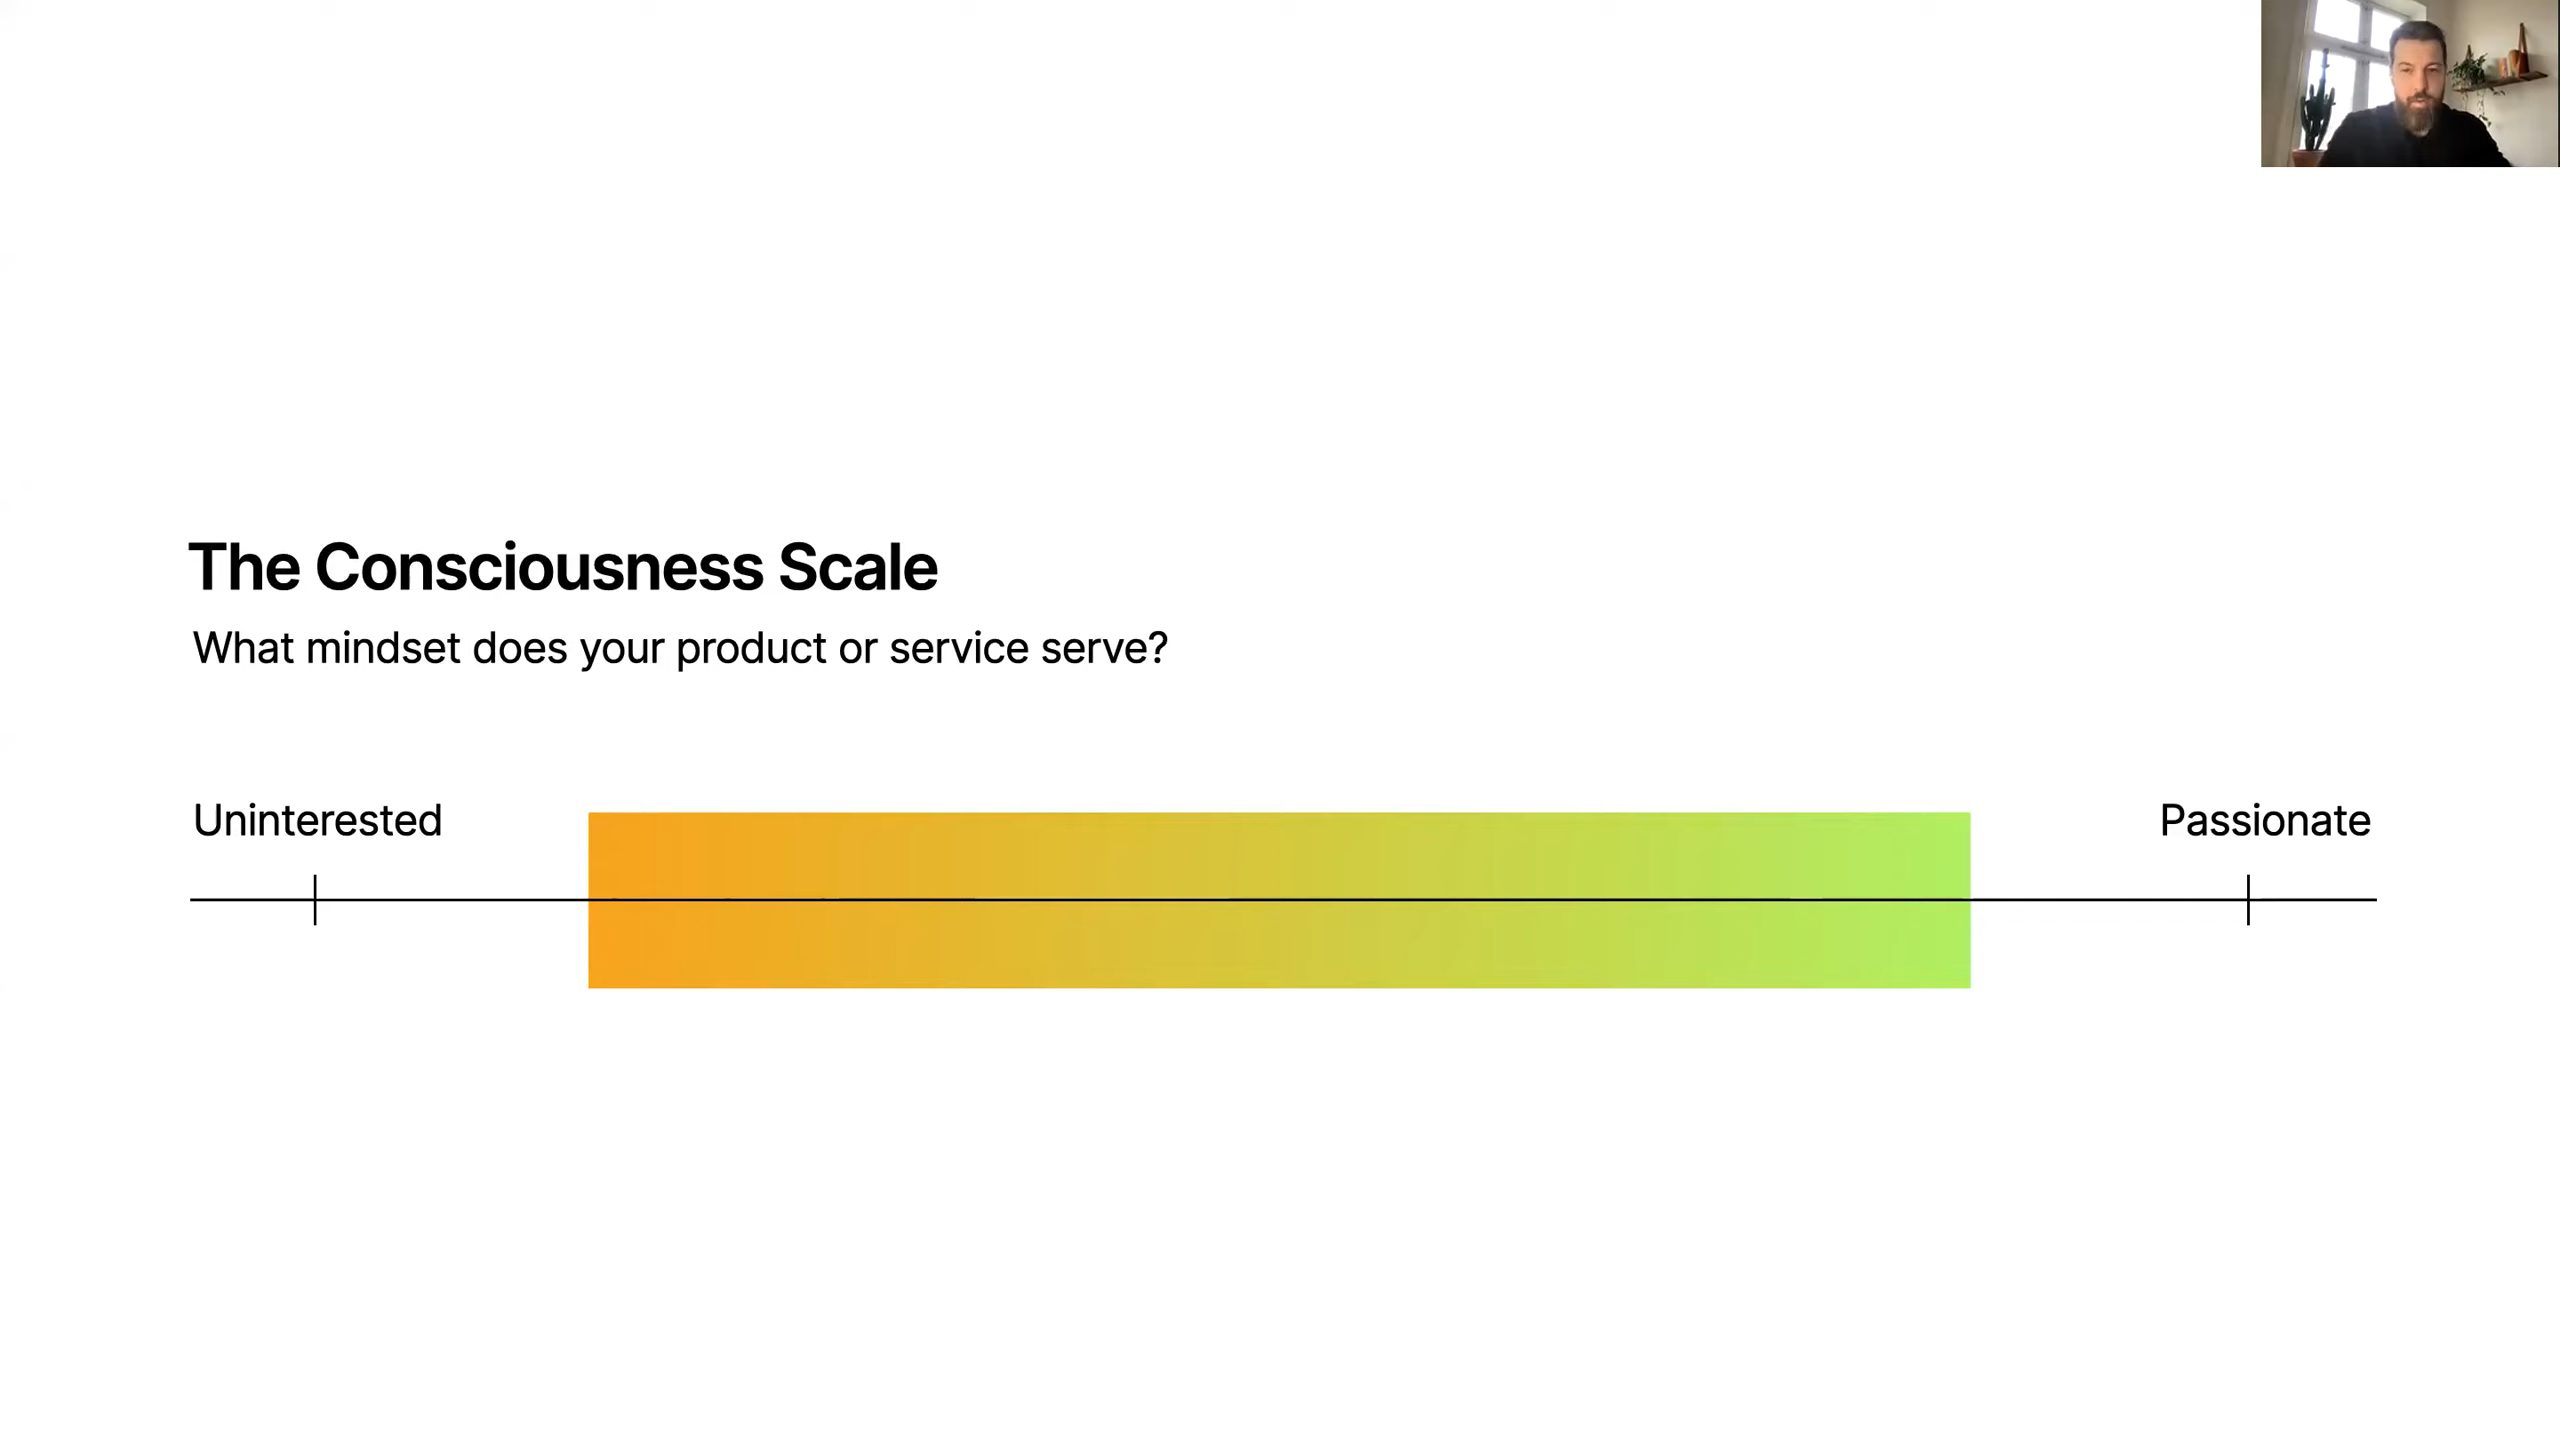 The Consciousness Scale
What mindset does your product or service serve?
Uninterested
Passionate